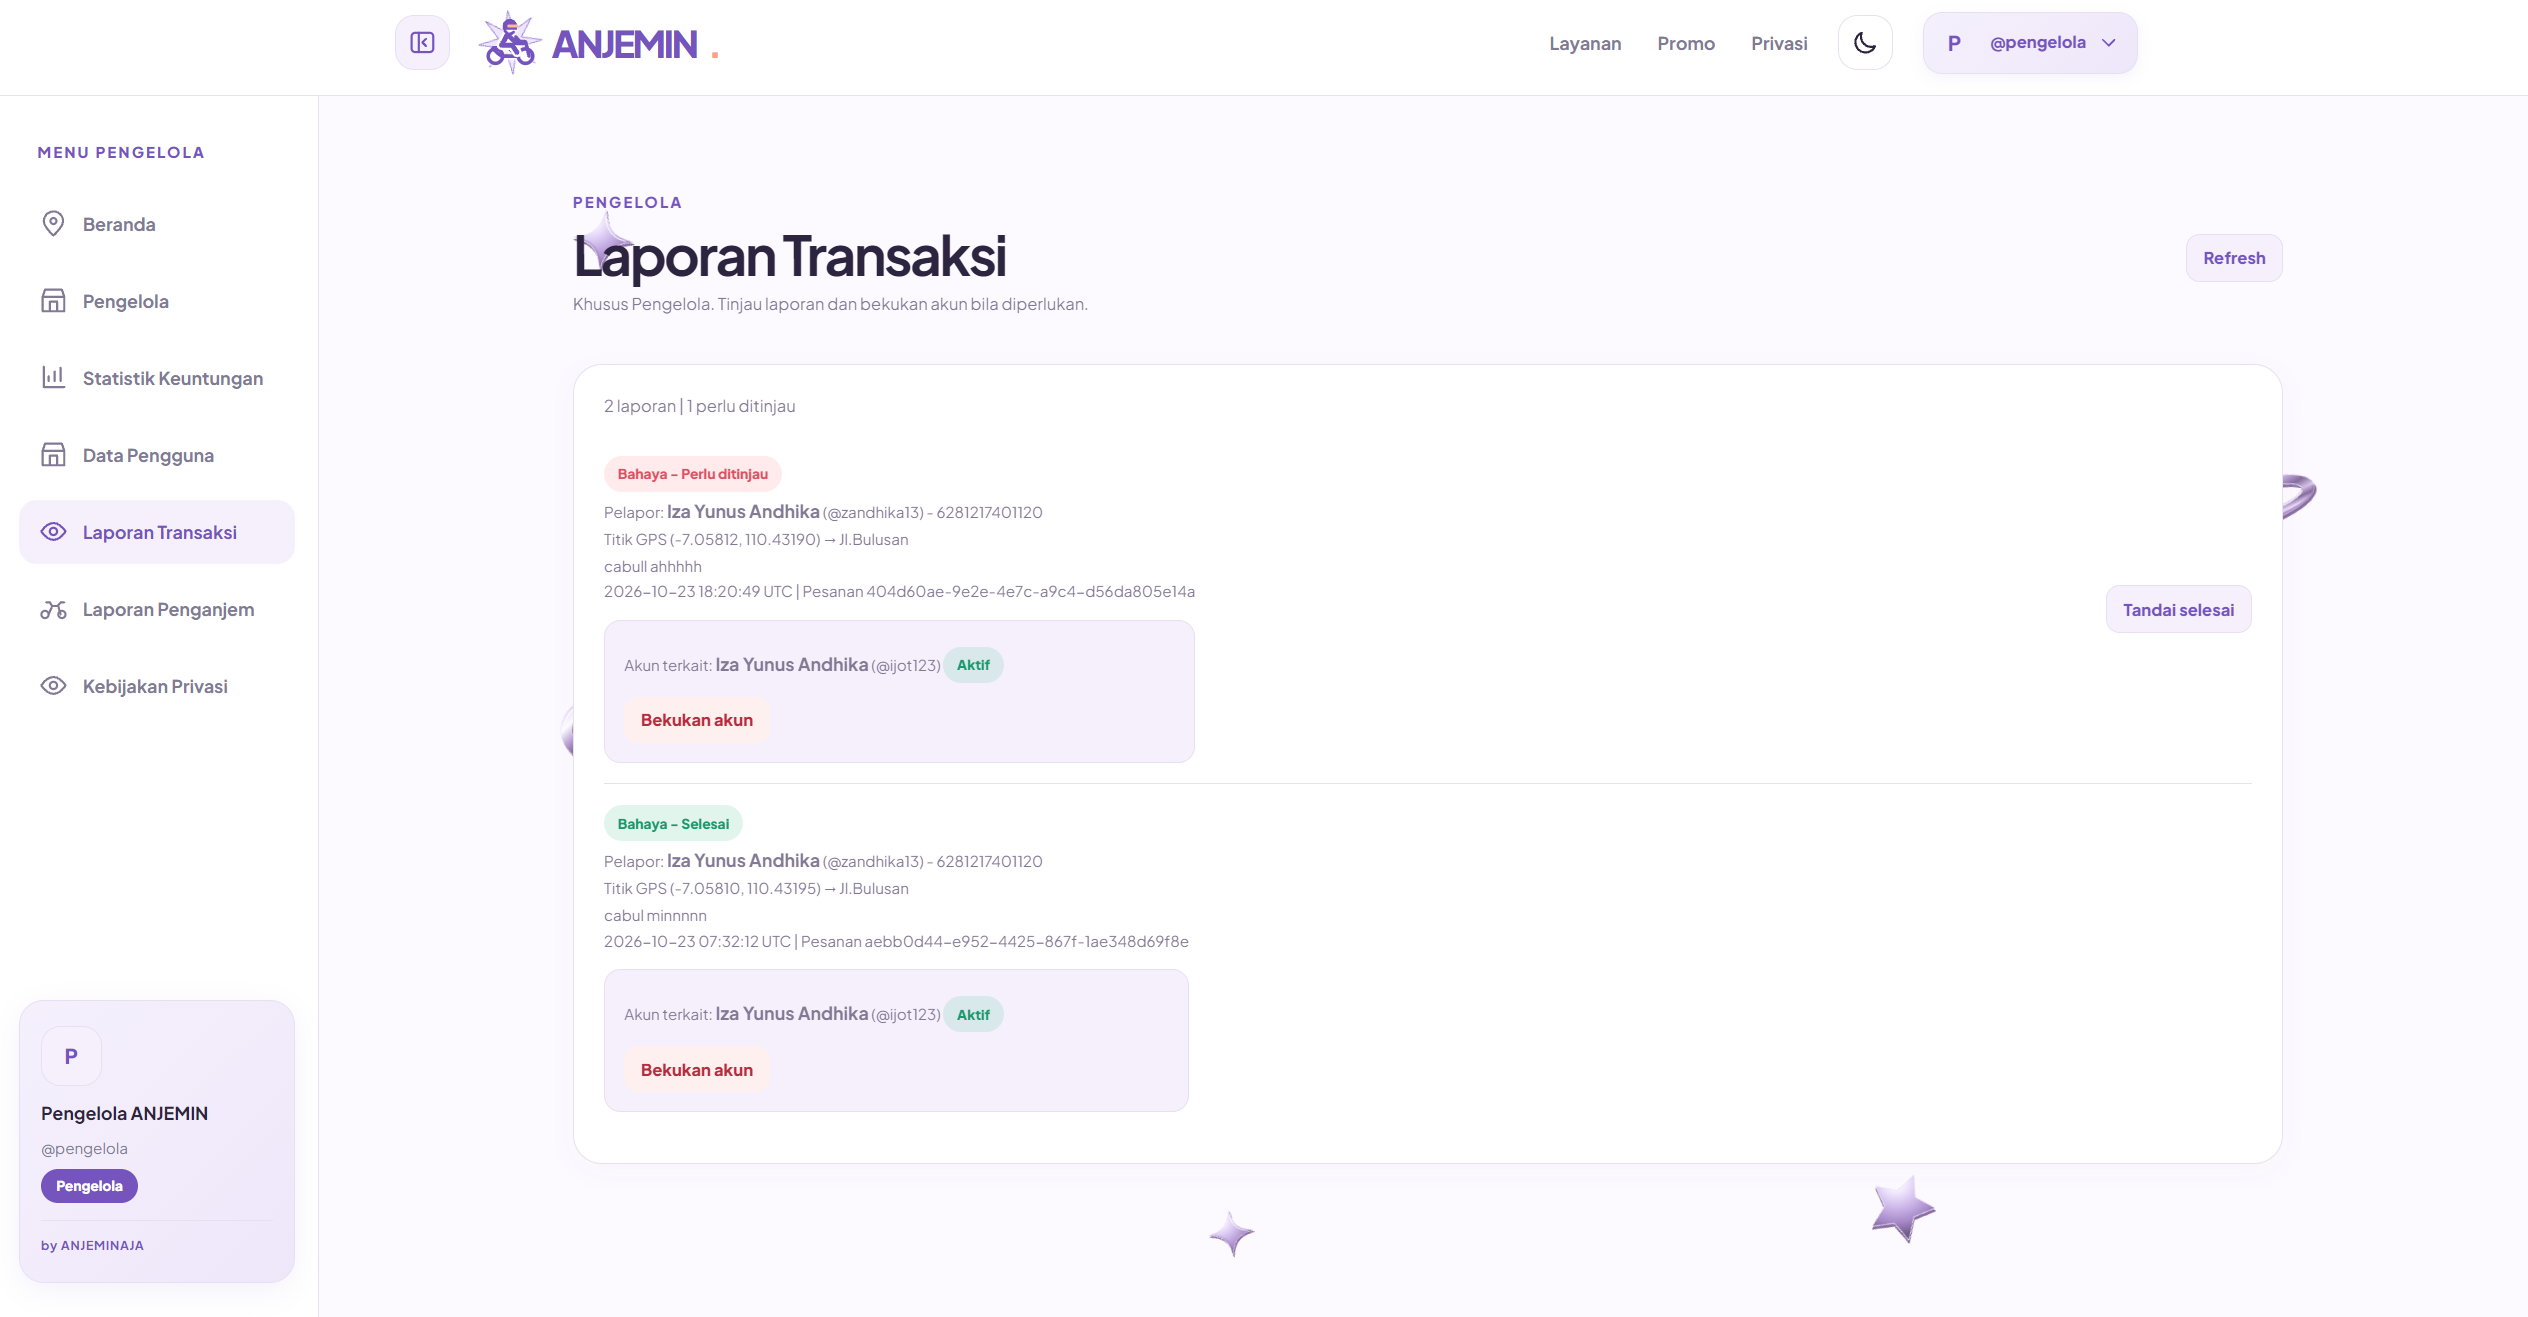 ANJEMIN .
Layanan
Promo
Privasi
P
@pengelola
MENU PENGELOLA
Beranda
Pengelola
Statistik Keuntungan
Data Pengguna
Laporan Transaksi
Laporan Penganjem
Kebijakan Privasi
P
Pengelola ANJEMIN
@pengelola
Pengelola
by ANJEMINAJA
PENGELOLA
Laporan Transaksi
Khusus Pengelola. Tinjau laporan dan bekukan akun bila diperlukan.
Refresh
2 laporan | 1 perlu ditinjau
Bahaya - Perlu ditinjau
Pelapor: Iza Yunus Andhika (@zandhika13) - 6281217401120
Titik GPS (-7.05812, 110.43190) → Jl.Bulusan
cabull ahhhhh
2026-10-23 18:20:49 UTC | Pesanan 404d60ae-9e2e-4e7c-a9c4-d56da805e14a
Tandai selesai
Akun terkait: Iza Yunus Andhika (@ijot123) Aktif
Bekukan akun
Bahaya - Selesai
Pelapor: Iza Yunus Andhika (@zandhika13) - 6281217401120
Titik GPS (-7.05810, 110.43195) → Jl.Bulusan
cabul minnnnn
2026-10-23 07:32:12 UTC | Pesanan aebb0d44-e952-4425-867f-1ae348d69f8e
Akun terkait: Iza Yunus Andhika (@ijot123) Aktif
Bekukan akun